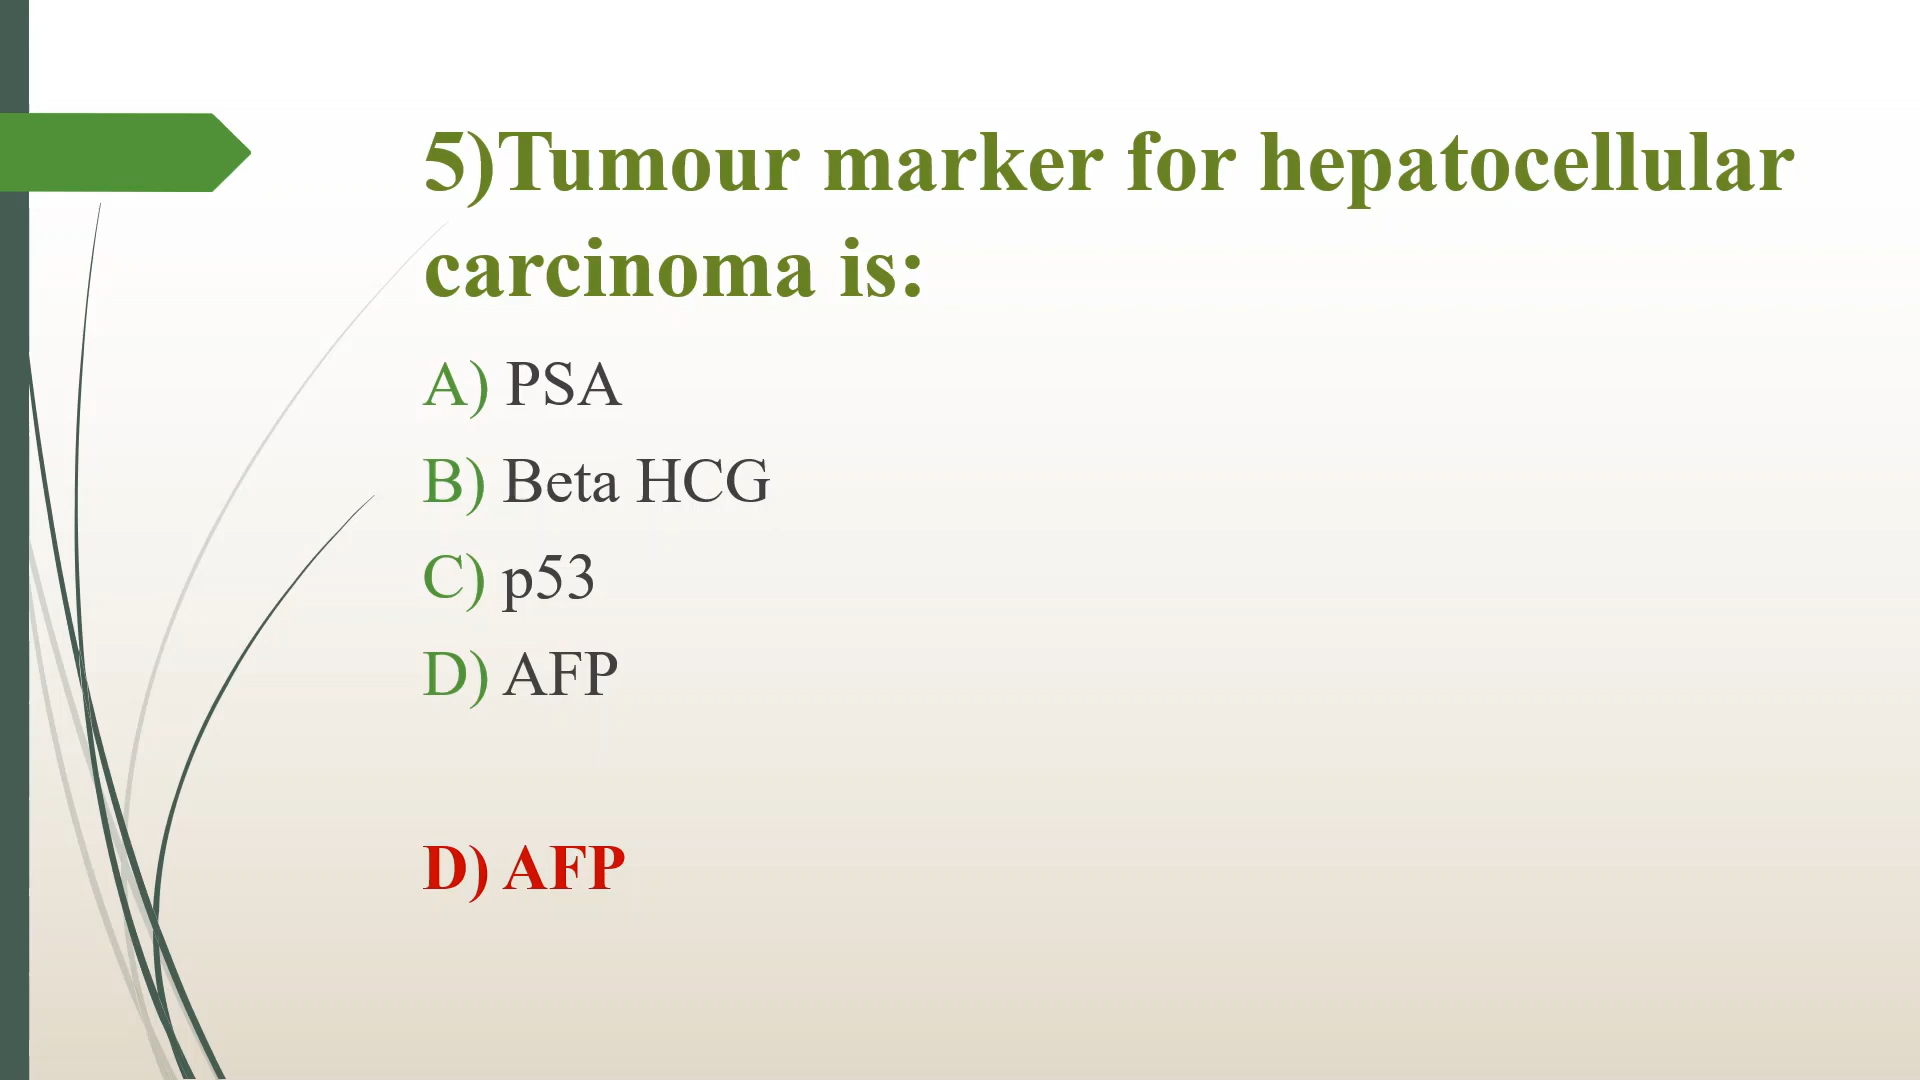 5)Tumour marker for hepatocellular
carcinoma is:
A) PSA
B) Beta HCG
C) p53
D) AFP
D) AFP